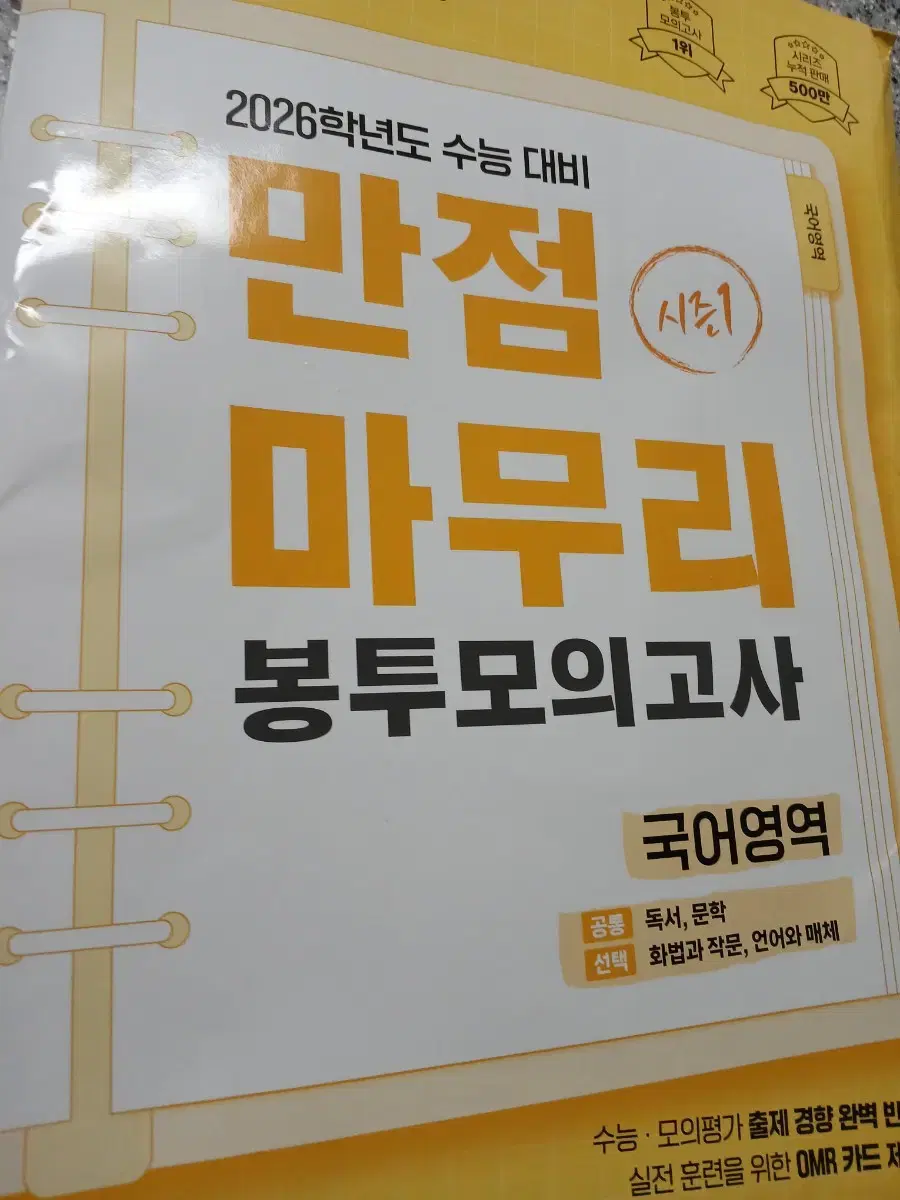 봉투
모의고사
1위
시리즈
누적 판매
500만
2026학년도 수능 대비
국어영역
만점
시즌1
마무리
봉투모의고사
국어영역
공통 독서, 문학
선택 화법과 작문, 언어와 매체
수능·모의평가 출제 경향 완벽
실전 훈련을 위한 OMR 카드